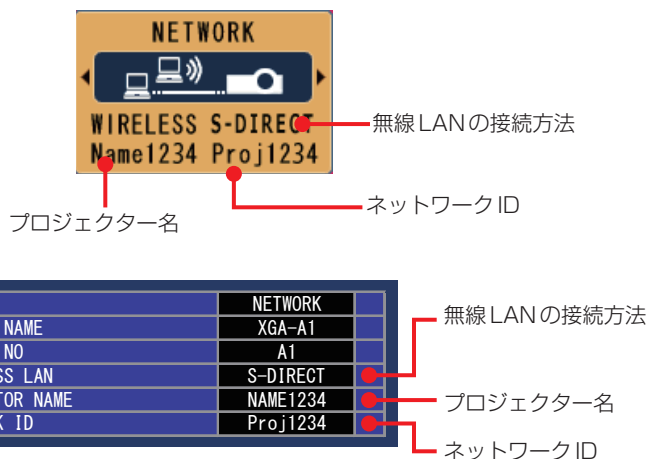 NETWORK
WIRELESS S-DIRECT
無線LANの接続方法
Name1234 Proj1234
ネットワークID
プロジェクター名
NETWORK
NAME XGA-A1
NO A1
SS LAN S-DIRECT
TOR NAME NAME1234
K ID Proj1234
無線LANの接続方法
プロジェクター名
ネットワークID